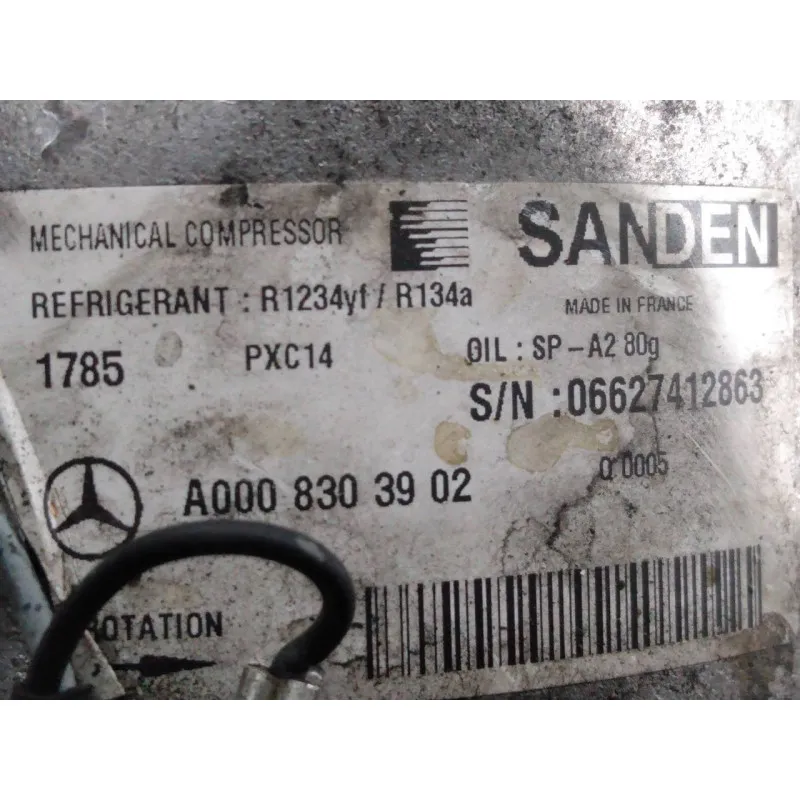 MECHANICAL COMPRESSOR
SANDEN
REFRIGERANT : R1234yf / R134a
MADE IN FRANCE
1785 PXC14 OIL : SP-A2 80g
S/N : 06627412863
A000 830 39 02
0005
ROTATION